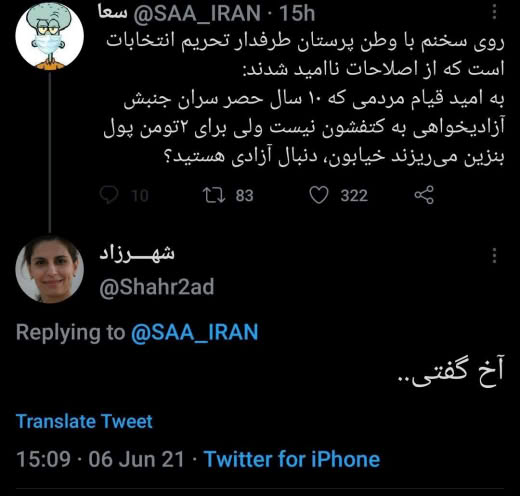 سعا @SAA_IRAN · 15h
روی سخنم با وطن پرستان طرفدار تحریم انتخابات
است که از اصلاحات ناامید شدند:
به امید قیام مردمی که ۱۰ سال حصر سران جنبش
آزادیخواهی به کتفشون نیست ولی برای ۲تومن پول
بنزین می‌ریزند خیابون، دنبال آزادی هستید؟
10 83 322
شهـــرزاد
@Shahr2ad
Replying to @SAA_IRAN
آخ گفتی..
Translate Tweet
15:09 · 06 Jun 21 · Twitter for iPhone